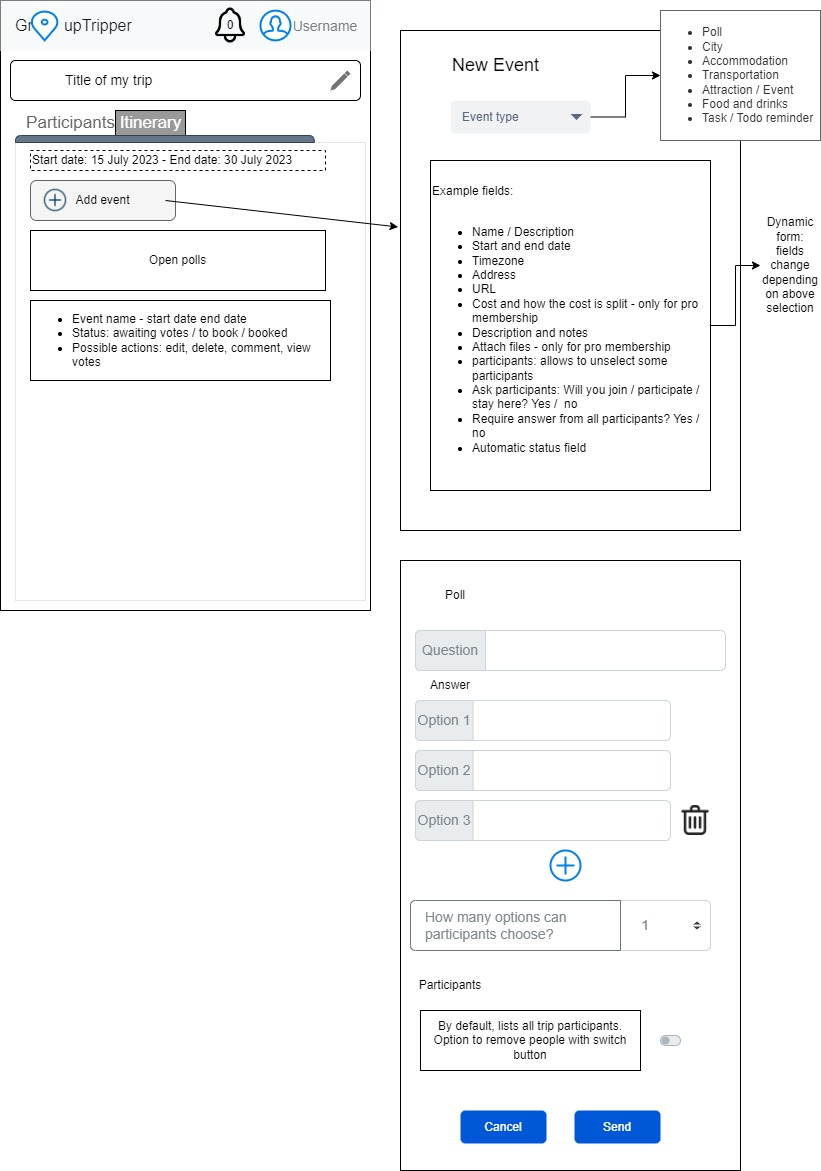 Gr upTripper
0
Username
Title of my trip
Participants
Itinerary
Start date: 15 July 2023 - End date: 30 July 2023
Add event
Open polls
Event name - start date end date
Status: awaiting votes / to book / booked
Possible actions: edit, delete, comment, view
votes
New Event
Event type
Poll
City
Accommodation
Transportation
Attraction / Event
Food and drinks
Task / Todo reminder
Example fields:
Name / Description
Start and end date
Timezone
Address
URL
Cost and how the cost is split - only for pro
membership
Description and notes
Attach files - only for pro membership
participants: allows to unselect some
participants
Ask participants: Will you join / participate /
stay here? Yes / no
Require answer from all participants? Yes /
no
Automatic status field
Dynamic
form:
fields
change
depending
on above
selection
Poll
Question
Answer
Option 1
Option 2
Option 3
How many options can
participants choose?
1
Participants
By default, lists all trip participants.
Option to remove people with switch
button
Cancel
Send